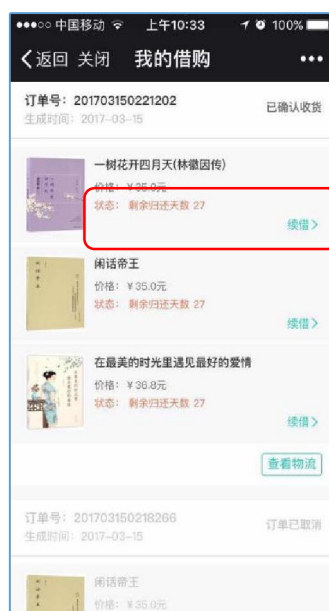 中国移动 上午10:33 100%
返回 关闭 我的借购
订单号：201703150221202 已确认收货
生成时间：2017-03-15
一树花开四月天(林徽因传)
价格：￥35.0元
状态：剩余归还天数 27
续借
闲话帝王
价格：￥35.0元
状态：剩余归还天数 27
续借
在最美的时光里遇见最好的爱情
价格：￥36.8元
状态：剩余归还天数 27
续借
查看物流
订单号：201703150218266 订单已取消
生成时间：2017-03-15
闲话帝王
价格：￥35.0元